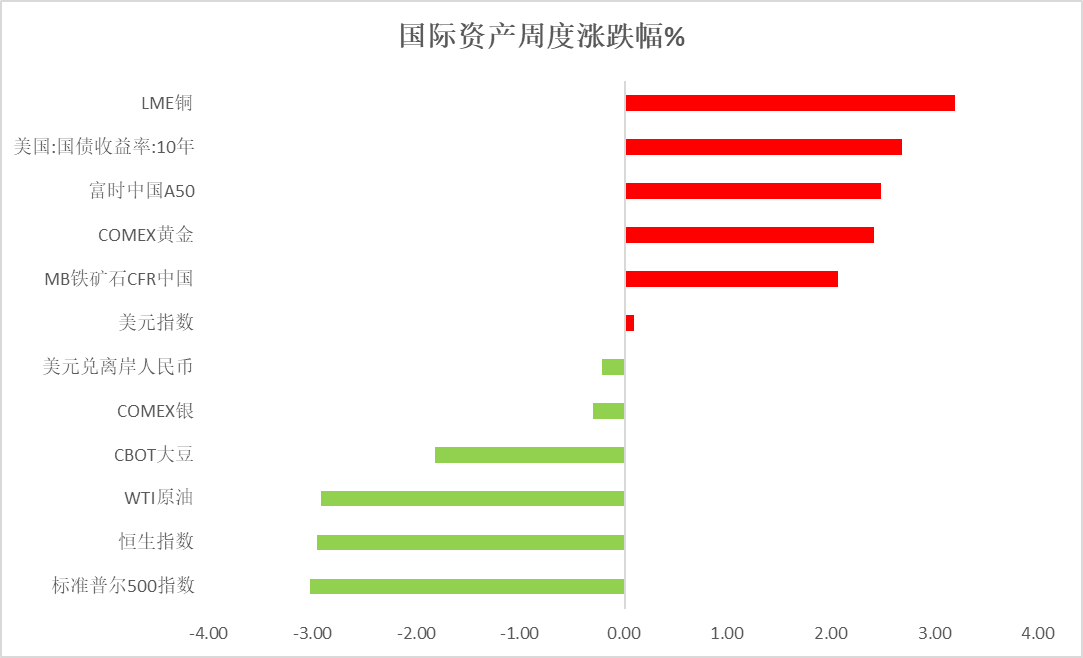 国际资产周度涨跌幅%
LME铜
美国:国债收益率:10年
富时中国A50
COMEX黄金
MB铁矿石CFR中国
美元指数
美元兑离岸人民币
COMEX银
CBOT大豆
WTI原油
恒生指数
标准普尔500指数
-4.00 -3.00 -2.00 -1.00 0.00 1.00 2.00 3.00 4.00